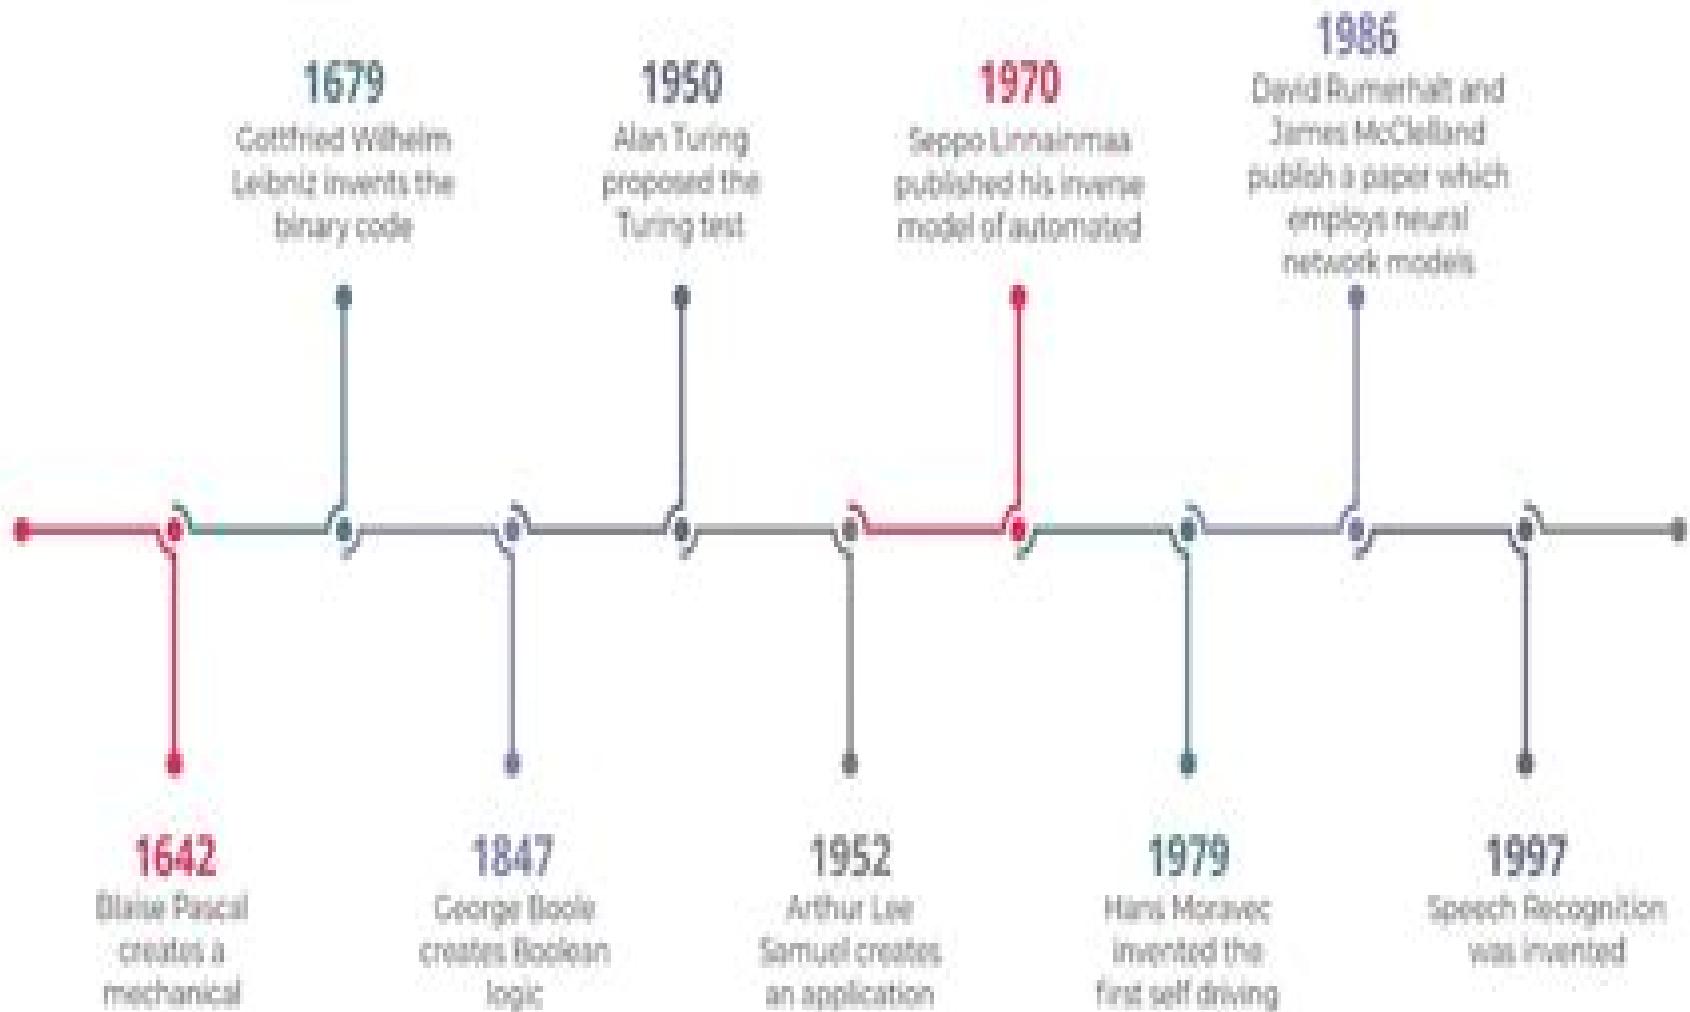 1679
Gottfried Wilhelm
Leibniz invents the
binary code
1950
Alan Turing
proposed the
Turing test
1970
Seppo Linnainmaa
published his inverse
model of automated
1986
David Rumerhalt and
James McClelland
publish a paper which
employs neural
network models
1642
Blaise Pascal
creates a
mechanical
1847
George Boole
creates Boolean
logic
1952
Arthur Lee
Samuel creates
an application
1979
Hans Moravec
invented the
first self driving
1997
Speech Recognition
was invented